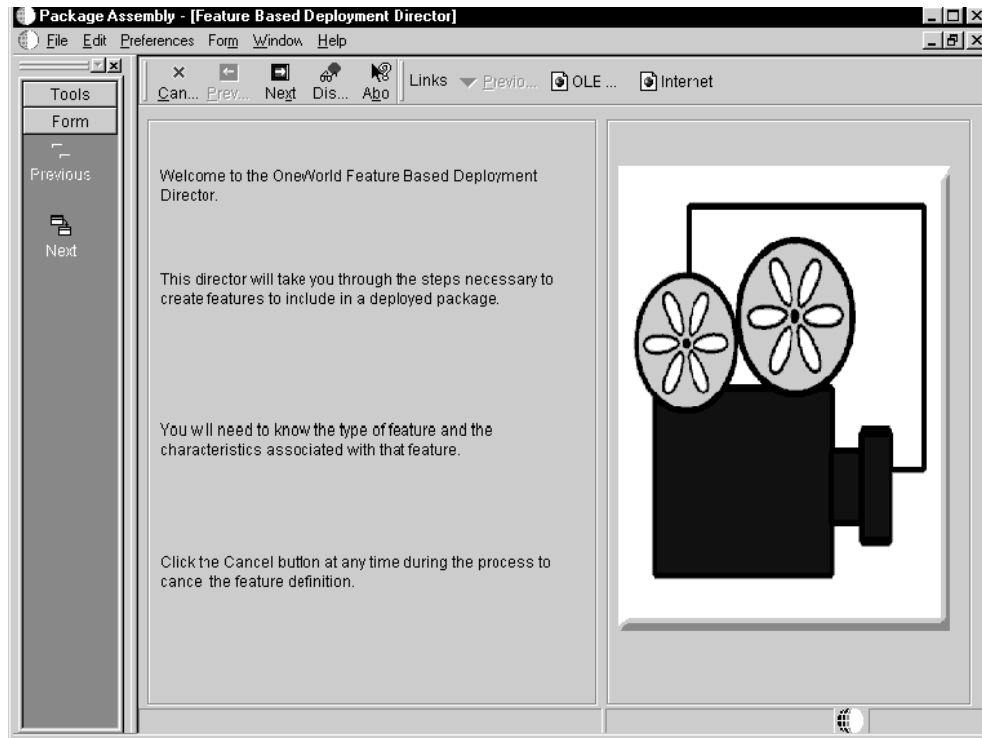 Package Assembly - [Feature Based Deployment Director]
File Edit Preferences Form Window Help
Tools
Form
Previous
Next
Can... Prev... Next Dis... Abo Links Previo... OLE ... Internet
Welcome to the OneWorld Feature Based Deployment
Director.
This director will take you through the steps necessary to
create features to include in a deployed package.
You will need to know the type of feature and the
characteristics associated with that feature.
Click the Cancel button at any time during the process to
cancel the feature definition.